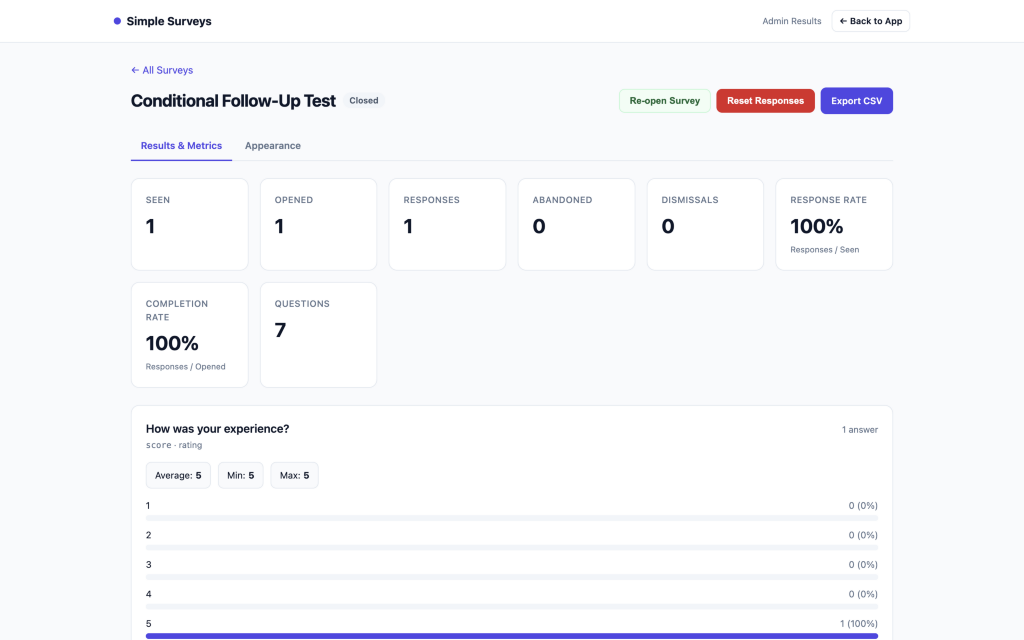 Simple Surveys
Admin Results
← Back to App
← All Surveys
Conditional Follow-Up Test
Closed
Re-open Survey
Reset Responses
Export CSV
Results & Metrics
Appearance
SEEN
1
OPENED
1
RESPONSES
1
ABANDONED
0
DISMISSALS
0
RESPONSE RATE
100%
Responses / Seen
COMPLETION
RATE
100%
Responses / Opened
QUESTIONS
7
How was your experience?
1 answer
score · rating
Average: 5
Min: 5
Max: 5
1
0 (0%)
2
0 (0%)
3
0 (0%)
4
0 (0%)
5
1 (100%)